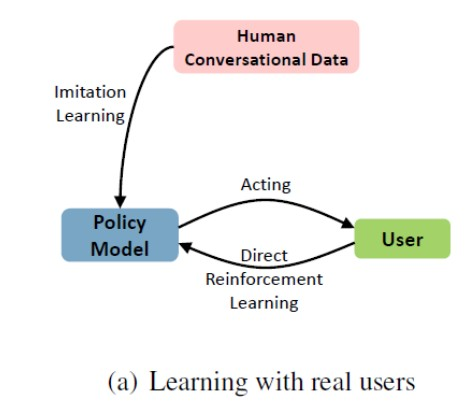 Human
Conversational Data
Imitation
Learning
Acting
Policy
Model
User
Direct
Reinforcement
Learning
(a) Learning with real users